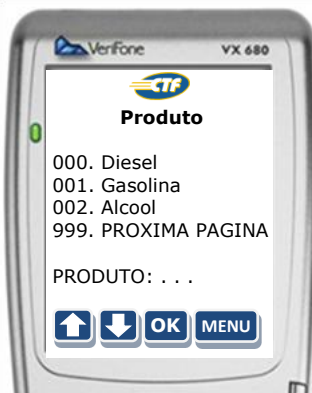 VeriFone VX 680
CTF
Produto
000. Diesel
001. Gasolina
002. Alcool
999. PROXIMA PAGINA
PRODUTO: . . .
OK MENU